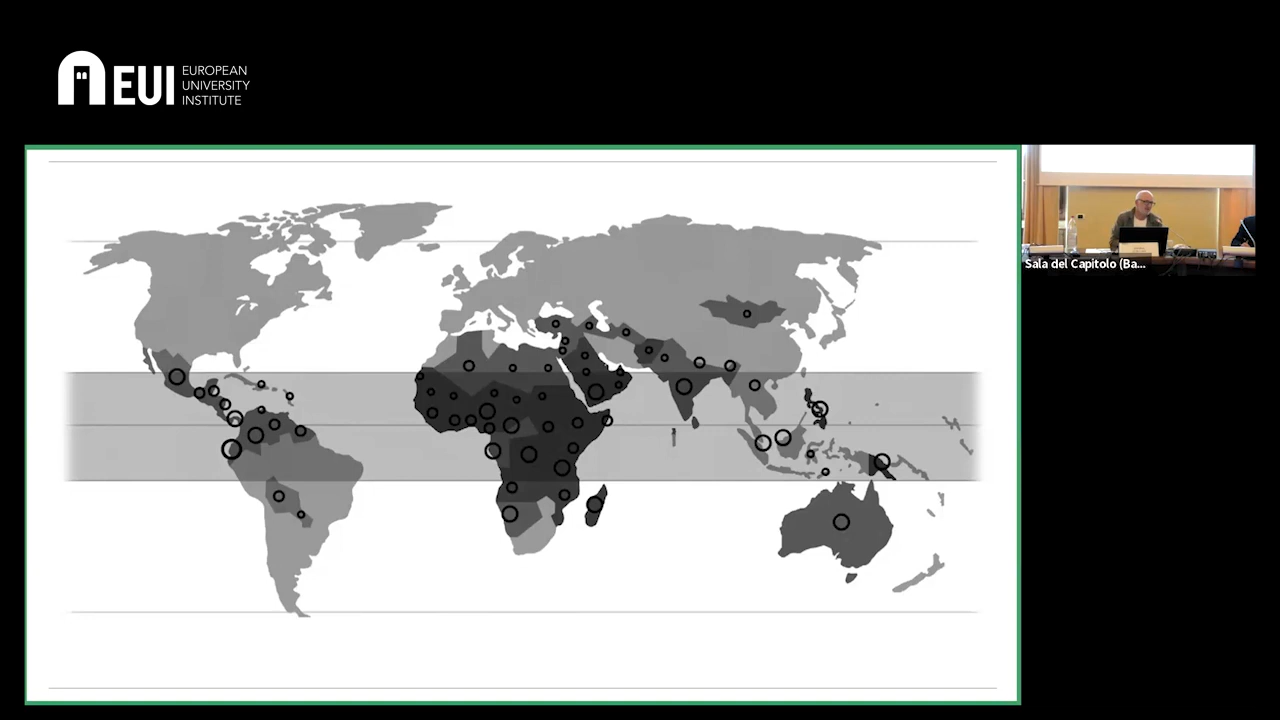 EUI
EUROPEAN
UNIVERSITY
INSTITUTE
Sala del Capitolo (Ba...